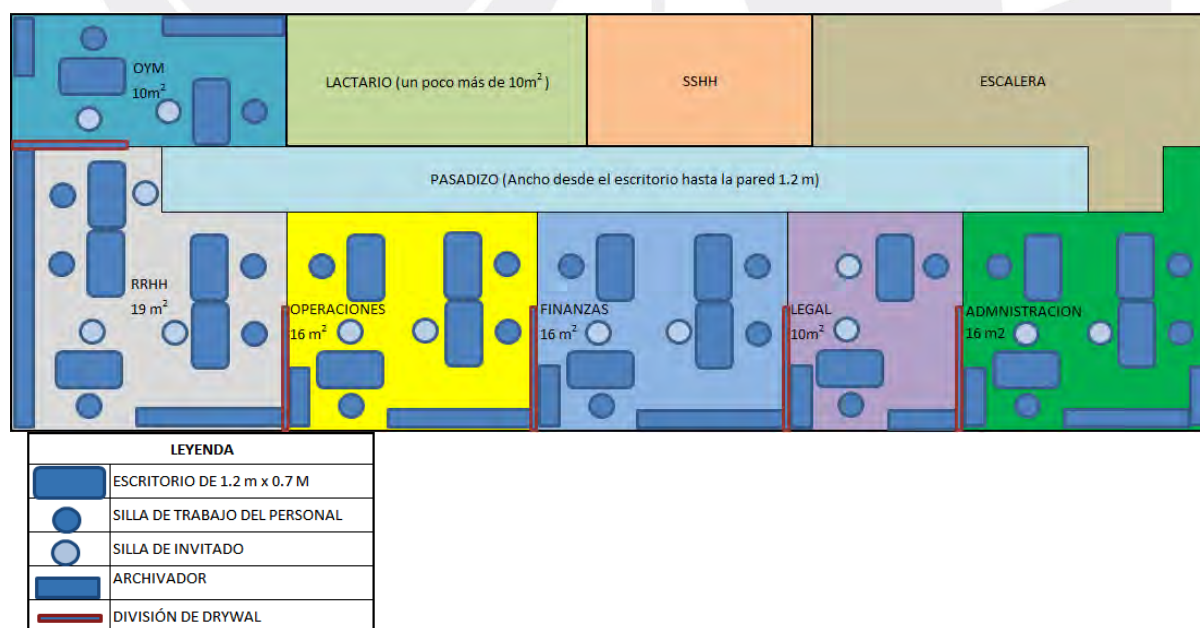 OYM
10m²
LACTARIO (un poco más de 10m²)
SSHH
ESCALERA
PASADIZO (Ancho desde el escritorio hasta la pared 1.2 m)
RRHH
19 m²
OPERACIONES
16 m²
FINANZAS
16 m²
LEGAL
10m²
ADMNISTRACION
16 m2
LEYENDA
ESCRITORIO DE 1.2 m x 0.7 M
SILLA DE TRABAJO DEL PERSONAL
SILLA DE INVITADO
ARCHIVADOR
DIVISIÓN DE DRYWAL